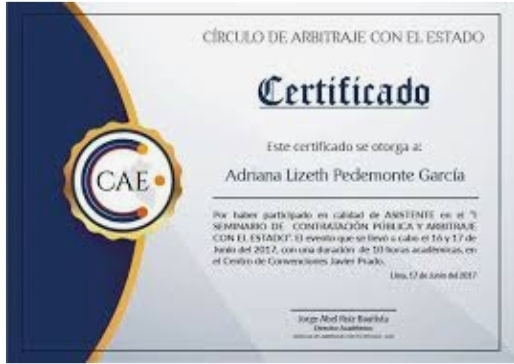 CÍRCULO DE ARBITRAJE CON EL ESTADO
Certificado
Este certificado se otorga a:
Adriana Lizeth Pedemonte García
CAE
Por haber participado en calidad de ASISTENTE en el "I
SEMINARIO DE CONTRATACIÓN PÚBLICA Y ARBITRAJE
CON EL ESTADO". El evento que se llevó a cabo el 16 y 17 de
Junio del 2017, con una duración de 10 horas académicas, en
el Centro de Convenciones Javier Prado.
Lima, 17 de Junio del 2017
Jorge Abel Ruiz Bautista
Director Académico